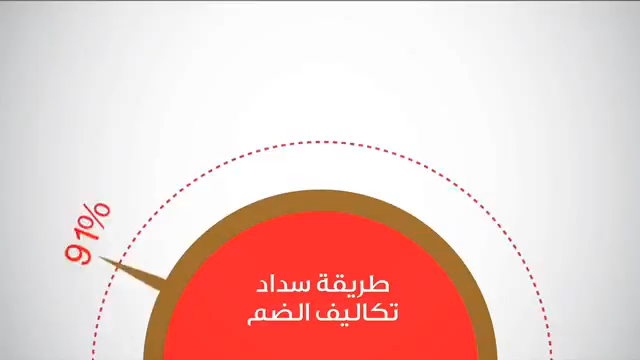 91%
طريقة سداد
تكاليف الضم